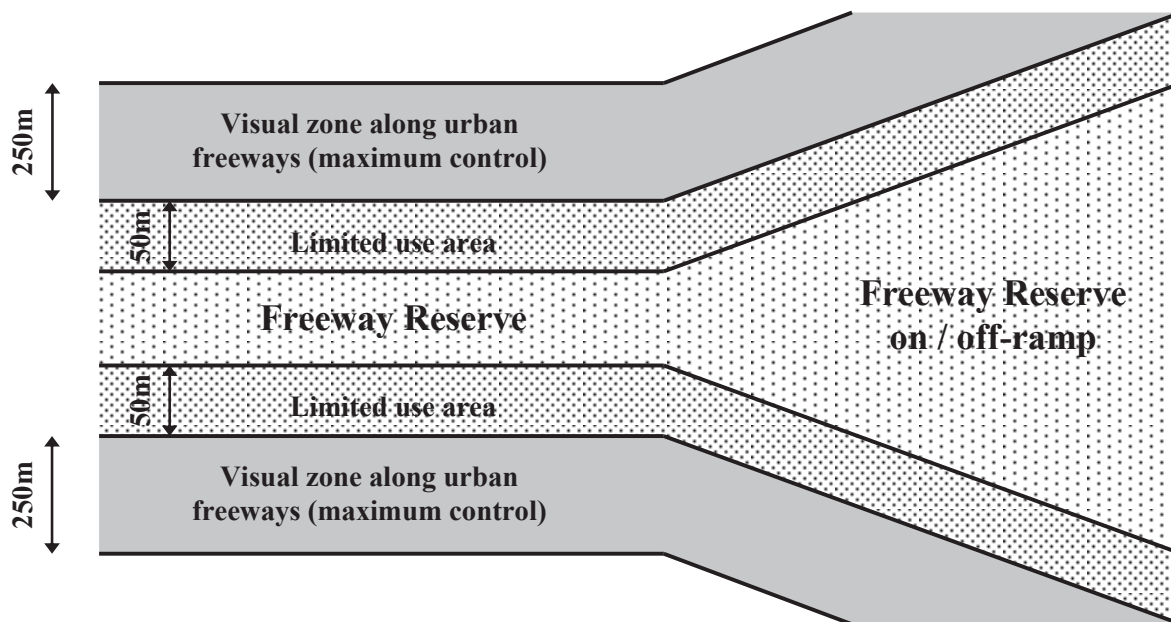 250m
Visual zone along urban
freeways (maximum control)
50m
Limited use area
Freeway Reserve
Freeway Reserve
on / off-ramp
50m
Limited use area
250m
Visual zone along urban
freeways (maximum control)